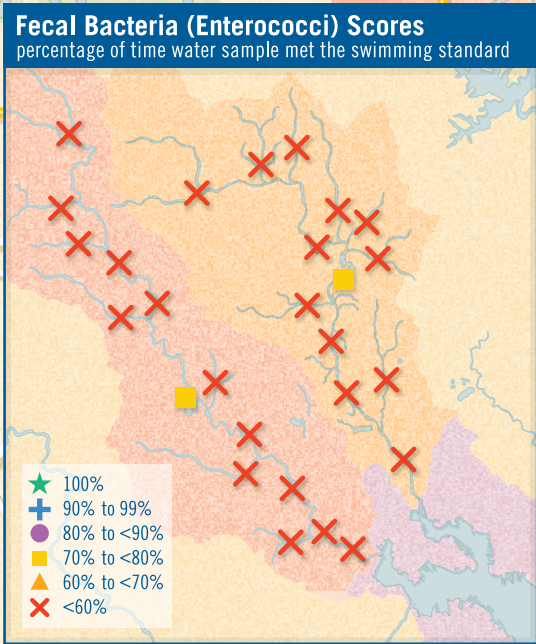 Fecal Bacteria (Enterococci) Scores
percentage of time water sample met the swimming standard
100%
90% to 99%
80% to <90%
70% to <80%
60% to <70%
<60%